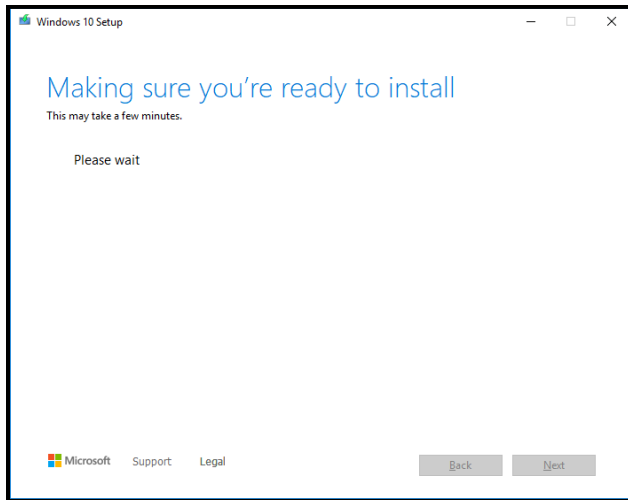 Windows 10 Setup
Making sure you're ready to install
This may take a few minutes.
Please wait
Microsoft Support Legal
Back Next